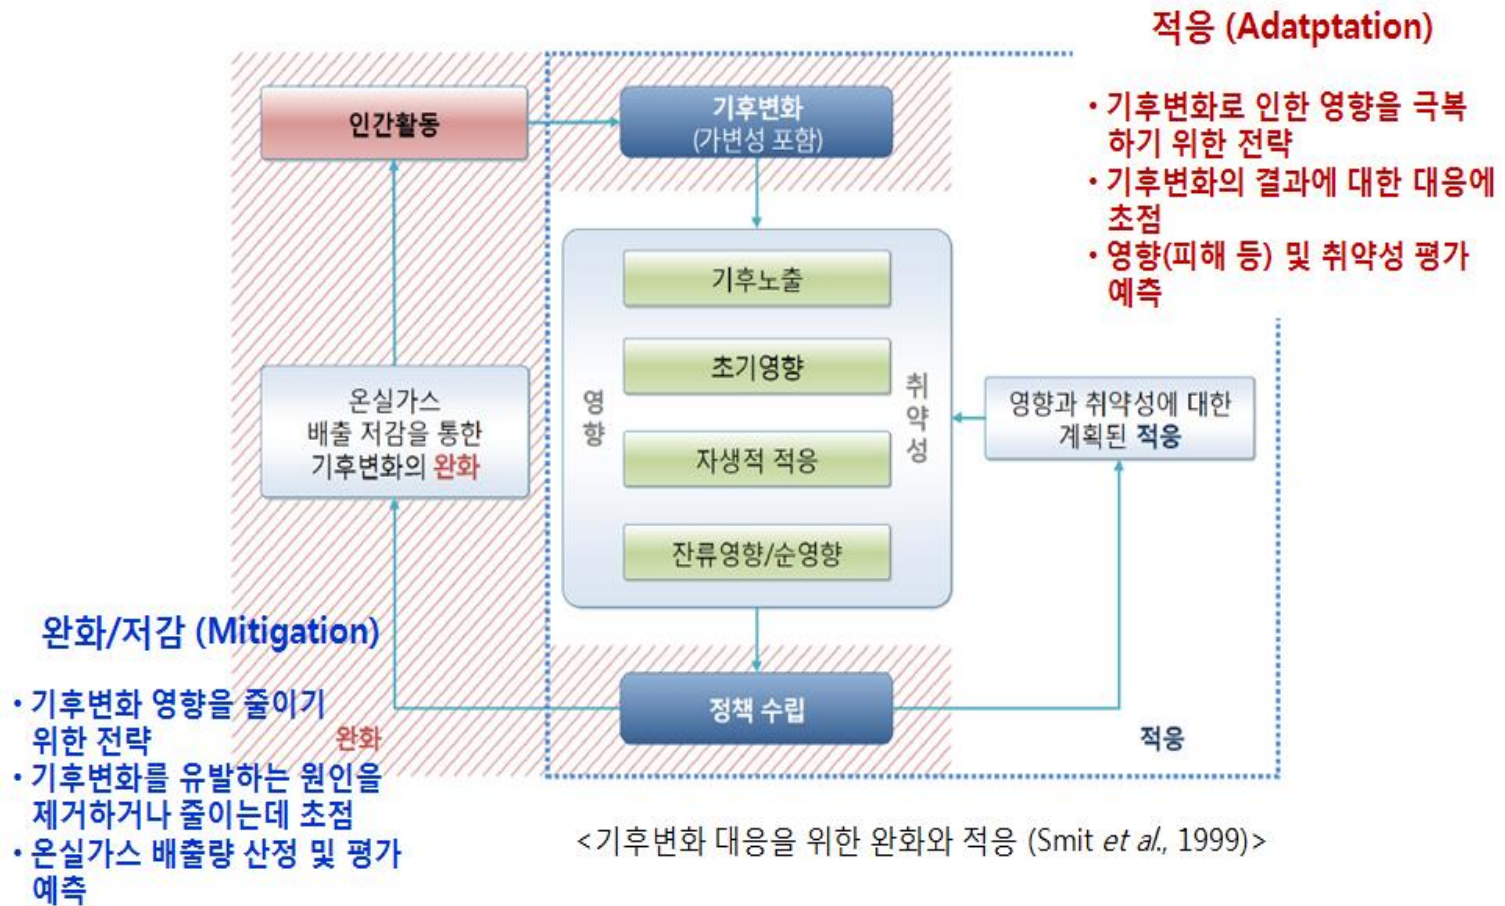 적응 (Adatptation)
• 기후변화로 인한 영향을 극복
하기 위한 전략
• 기후변화의 결과에 대한 대응에
초점
• 영향(피해 등) 및 취약성 평가
예측
인간활동
기후변화
(가변성 포함)
기후노출
초기영향
자생적 적응
잔류영향/순영향
영향
취약성
온실가스
배출 저감을 통한
기후변화의 완화
영향과 취약성에 대한
계획된 적응
정책 수립
완화
적응
완화/저감 (Mitigation)
• 기후변화 영향을 줄이기
위한 전략
• 기후변화를 유발하는 원인을
제거하거나 줄이는데 초점
• 온실가스 배출량 산정 및 평가
예측
<기후변화 대응을 위한 완화와 적응 (Smit et al., 1999)>